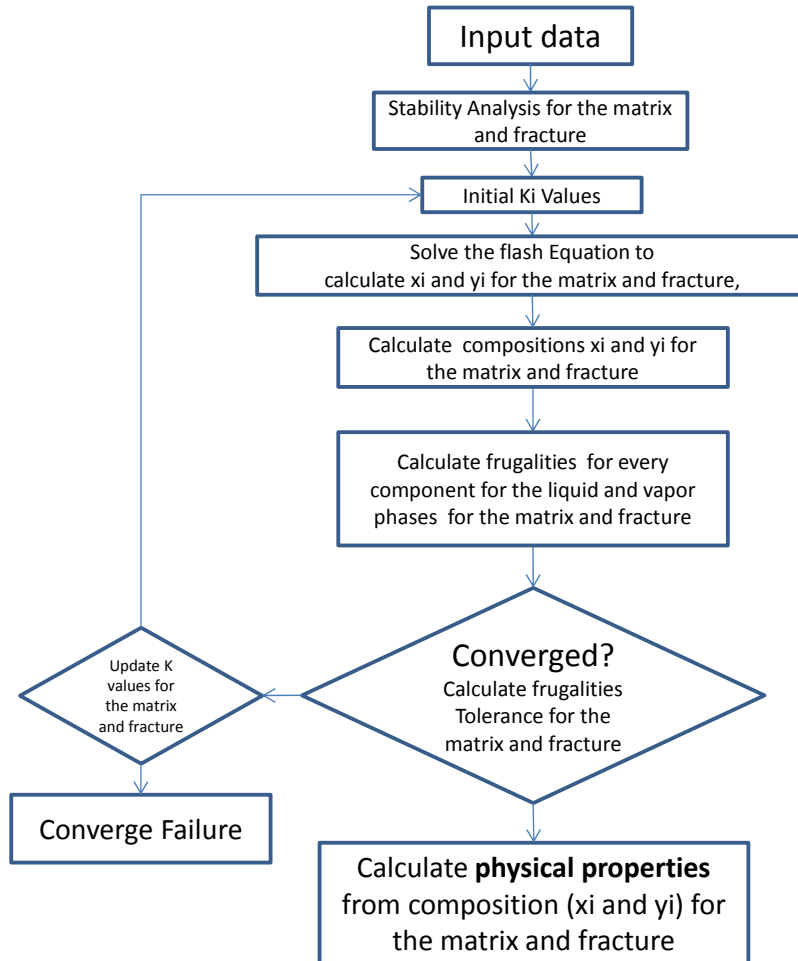 Input data
Stability Analysis for the matrix
and fracture
Initial Ki Values
Solve the flash Equation to
calculate xi and yi for the matrix and fracture,
Calculate compositions xi and yi for
the matrix and fracture
Calculate frugalities for every
component for the liquid and vapor
phases for the matrix and fracture
Converged?
Calculate frugalities
Tolerance for the
matrix and fracture
Update K
values for
the matrix
and fracture
Converge Failure
Calculate physical properties
from composition (xi and yi) for
the matrix and fracture